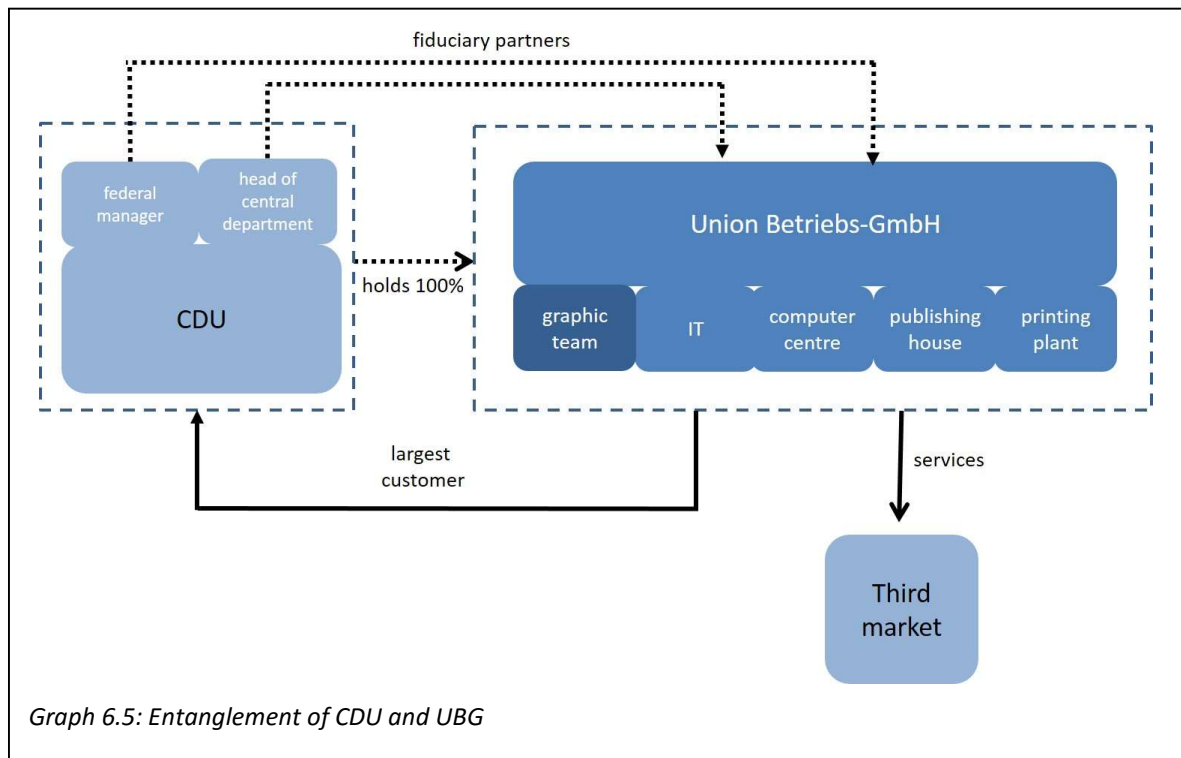 fiduciary partners
federal
manager
head of
central
department
CDU
holds 100%
Union Betriebs-GmbH
graphic
team
IT
computer
centre
publishing
house
printing
plant
largest
customer
services
Third
market
Graph 6.5: Entanglement of CDU and UBG